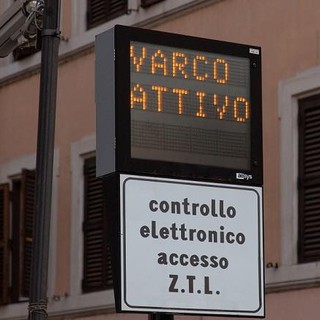 VARCO
ATTIVO
controllo
elettronico
accesso
Z.T.L.